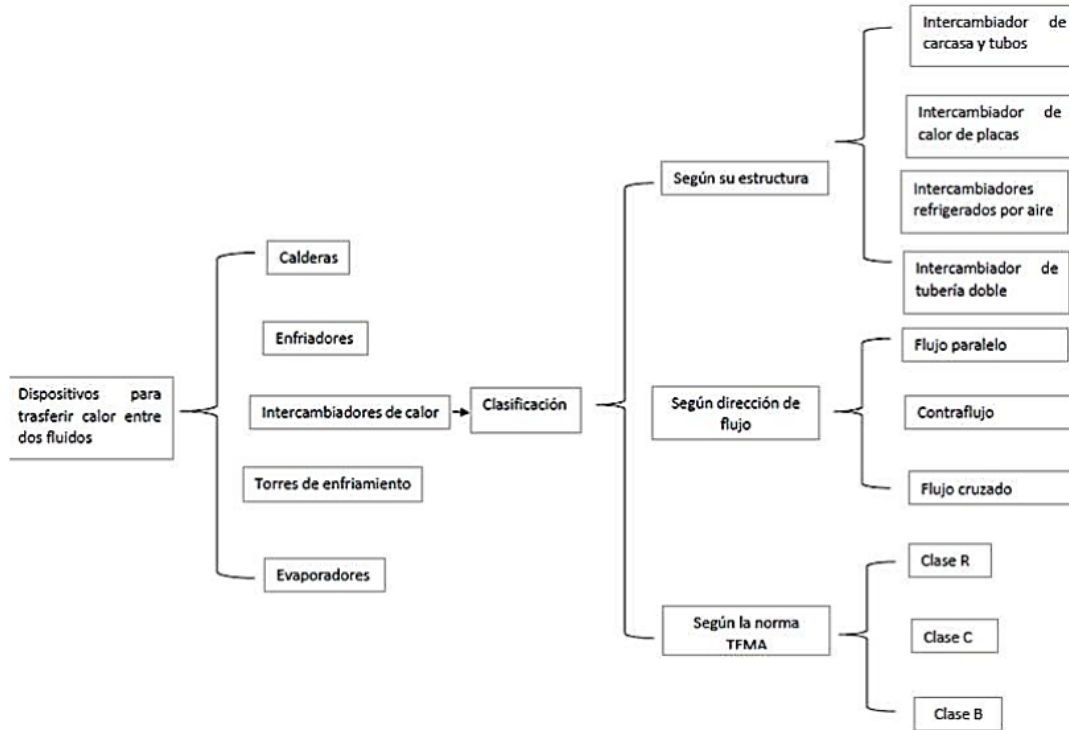 Dispositivos para
trasferir calor entre
dos fluidos
Calderas
Enfriadores
Intercambiadores de calor
Torres de enfriamiento
Evaporadores
Clasificación
Según su estructura
Intercambiador de
carcasa y tubos
Intercambiador de
calor de placas
Intercambiadores
refrigerados por aire
Intercambiador de
tubería doble
Según dirección de
flujo
Flujo paralelo
Contraflujo
Flujo cruzado
Según la norma
TEMA
Clase R
Clase C
Clase B